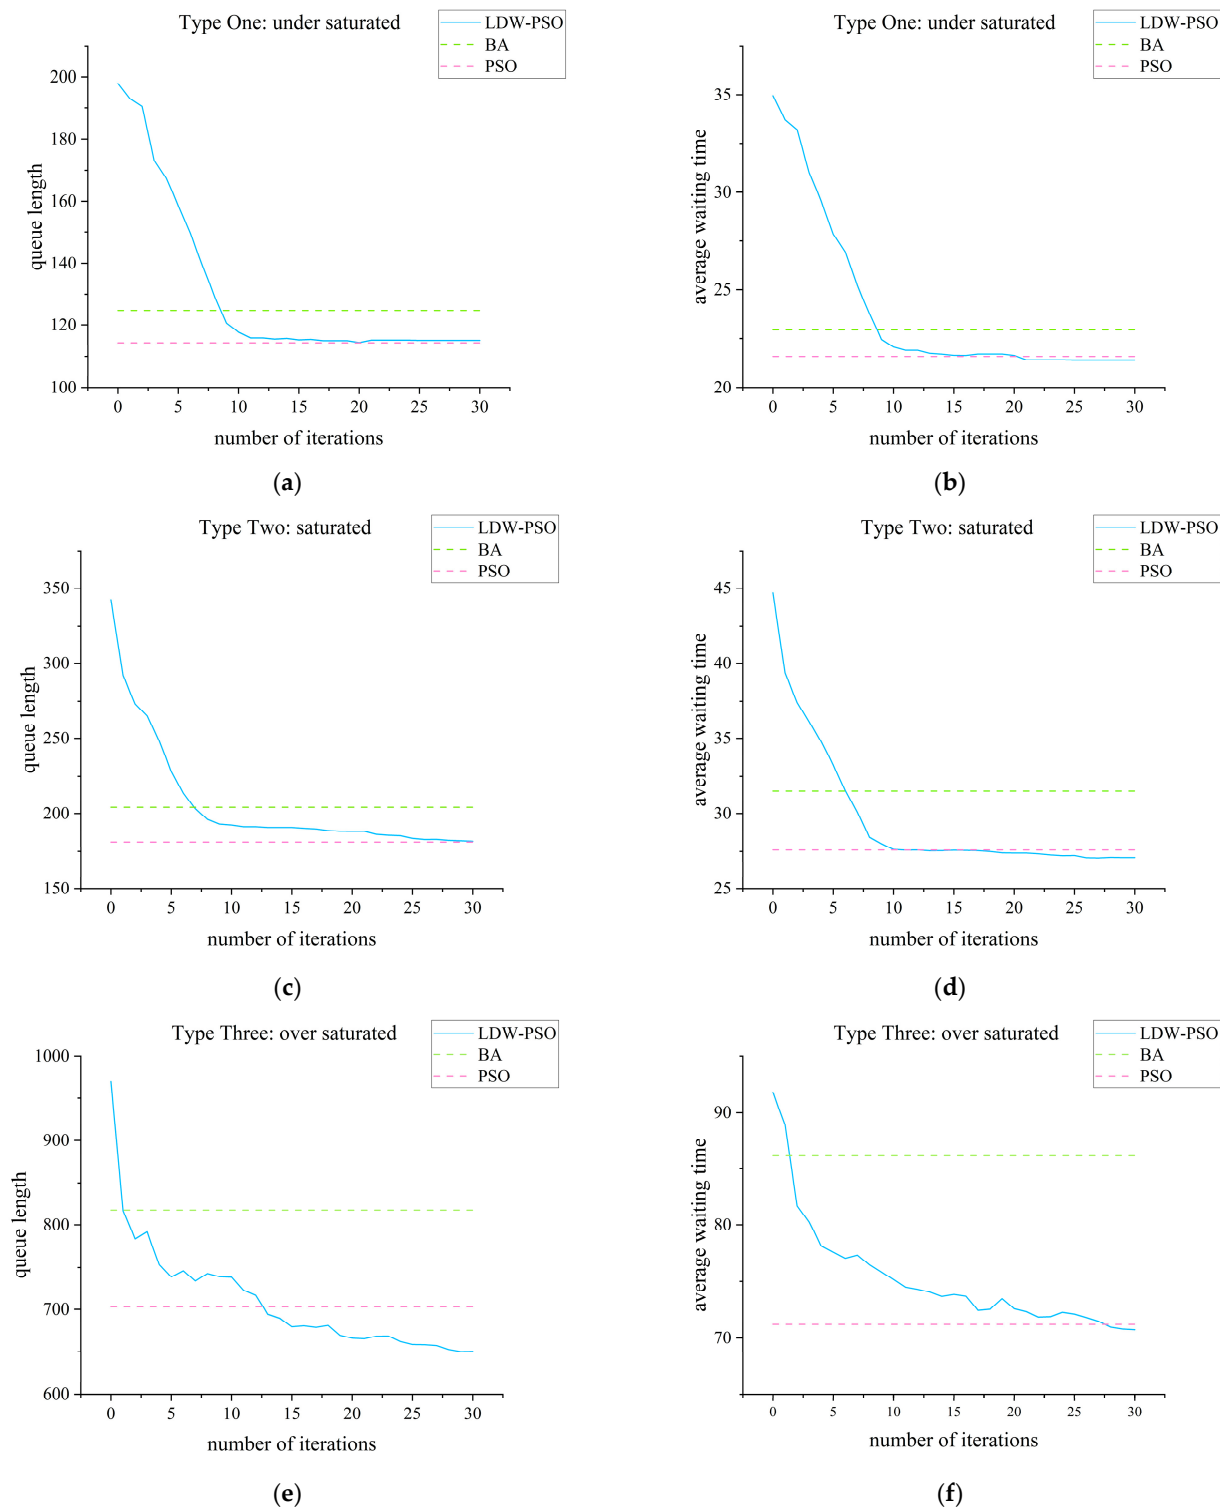 Type One: under saturated
LDW-PSO
BA
PSO
200
180
160
140
120
100
queue length
0 5 10 15 20 25 30
number of iterations
(a)
Type One: under saturated
LDW-PSO
BA
PSO
35
30
25
20
average waiting time
0 5 10 15 20 25 30
number of iterations
(b)
Type Two: saturated
LDW-PSO
BA
PSO
350
300
250
200
150
queue length
0 5 10 15 20 25 30
number of iterations
(c)
Type Two: saturated
LDW-PSO
BA
PSO
45
40
35
30
25
average waiting time
0 5 10 15 20 25 30
number of iterations
(d)
Type Three: over saturated
LDW-PSO
BA
PSO
1000
900
800
700
600
queue length
0 5 10 15 20 25 30
number of iterations
(e)
Type Three: over saturated
LDW-PSO
BA
PSO
90
80
70
average waiting time
0 5 10 15 20 25 30
number of iterations
(f)